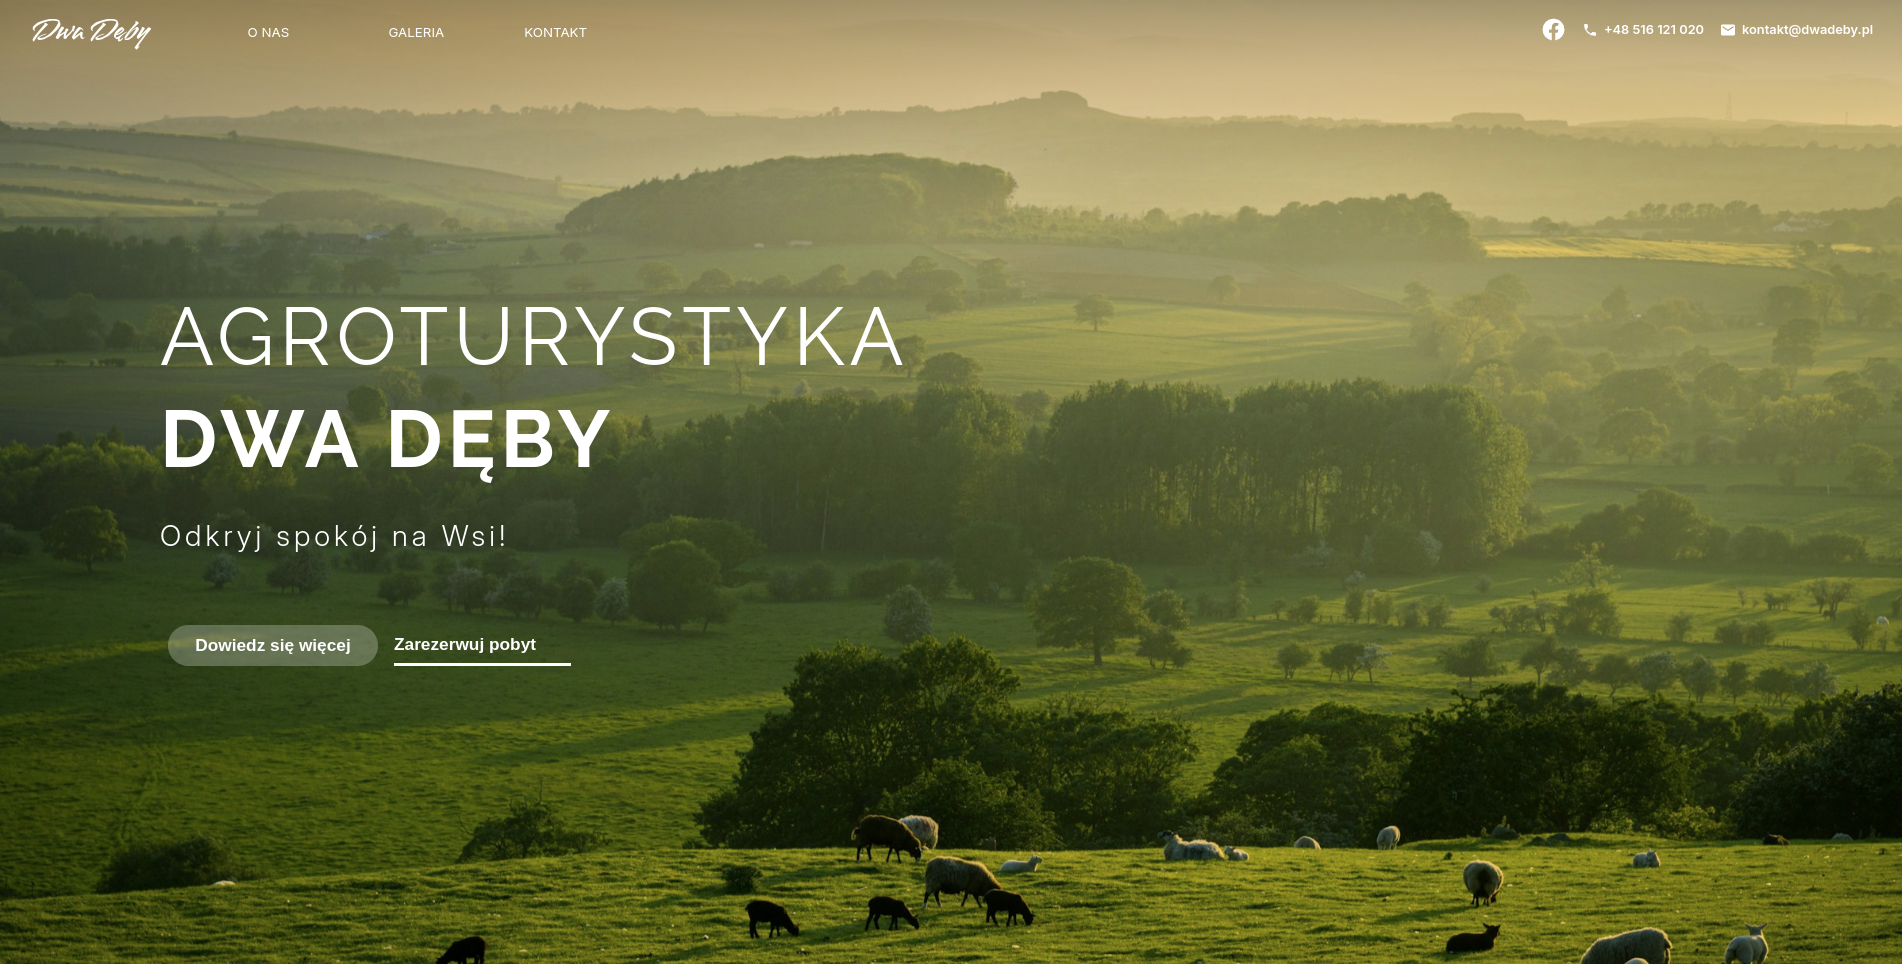 Dwa Dęby
O NAS
GALERIA
KONTAKT
+48 516 121 020
kontakt@dwadeby.pl
AGROTURYSTYKA
DWA DĘBY
Odkryj spokój na Wsi!
Dowiedz się więcej
Zarezerwuj pobyt